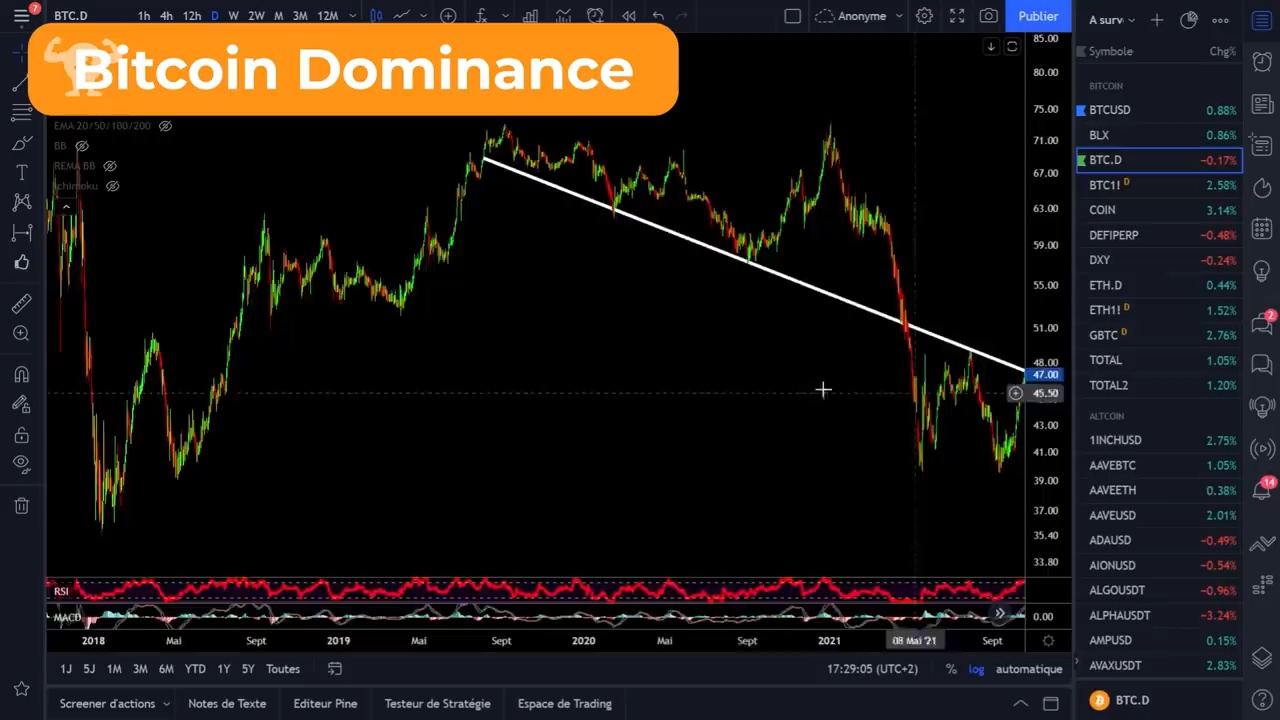 7
BTC.D 1h 4h 12h D W 2W M 3M 12M Anonyme Publier
Bitcoin Dominance
EMA 20/50/100/200
BB
REMA BB
Ichimoku
85.00
80.00
75.00
71.00
67.00
63.00
59.00
55.00
51.00
48.00
47.00
45.50
43.00
41.00
39.00
37.00
35.40
33.80
RSI
MACD 0.00
2018 Mai Sept 2019 Mai Sept 2020 Mai Sept 2021 08 Mai '21 Sept
1J 5J 1M 3M 6M YTD 1Y 5Y Toutes 17:29:05 (UTC+2) % log automatique
Screener d'actions Notes de Texte Editeur Pine Testeur de Stratégie Espace de Trading
A surv
Symbole Chg%
BITCOIN
BTCUSD 0.88%
BLX 0.86%
BTC.D −0.17%
BTC1! D 2.58%
COIN 3.14%
DEFIPERP −0.48%
DXY −0.24%
ETH.D 0.44%
ETH1! D 1.52%
GBTC D 2.76%
TOTAL 1.05%
TOTAL2 1.20%
ALTCOIN
1INCHUSD 2.75%
AAVEBTC 1.05%
AAVEETH 0.38%
AAVEUSD 2.01%
ADAUSD −0.49%
AIONUSD −0.54%
ALGOUSDT −0.96%
ALPHAUSDT −3.24%
AMPUSD 0.15%
AVAXUSDT 2.83%
BTC.D
2
14